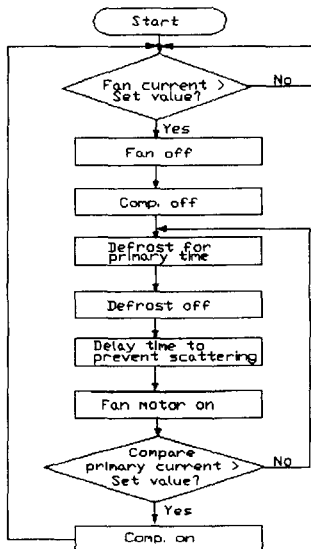 Start
Fan current >
Set value?
No
Yes
Fan off
Comp. off
Defrost for
primary time
Defrost off
Delay time to
prevent scattering
Fan motor on
Compare
primary current >
Set value?
No
Yes
Comp. on